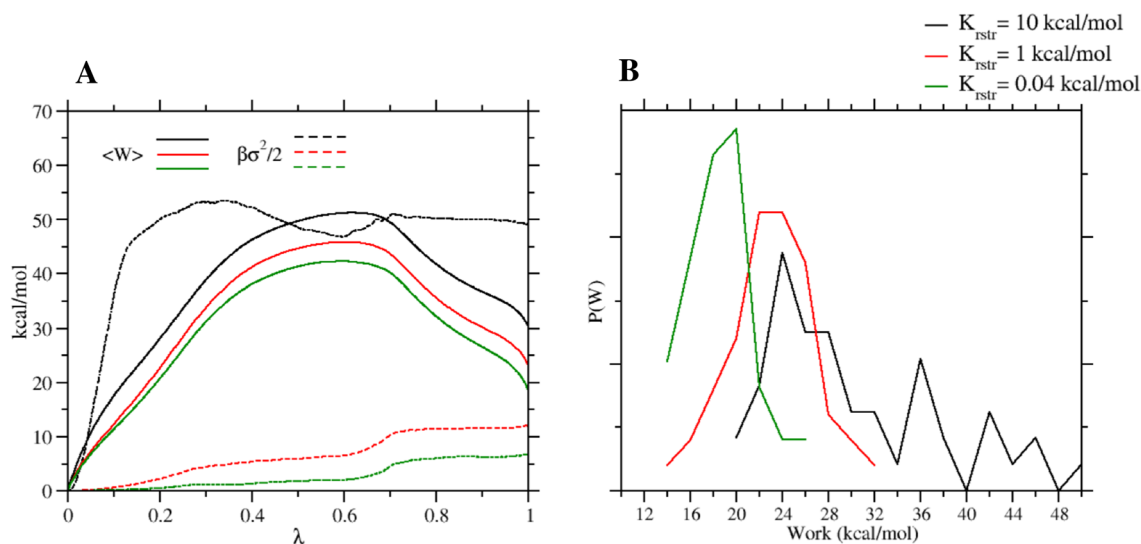 A
B
K_rstr= 10 kcal/mol
K_rstr= 1 kcal/mol
K_rstr= 0.04 kcal/mol
<W>
βσ²/2
70
60
50
40
30
20
10
0
kcal/mol
0 0.2 0.4 0.6 0.8 1
λ
P(W)
12 16 20 24 28 32 36 40 44 48
Work (kcal/mol)